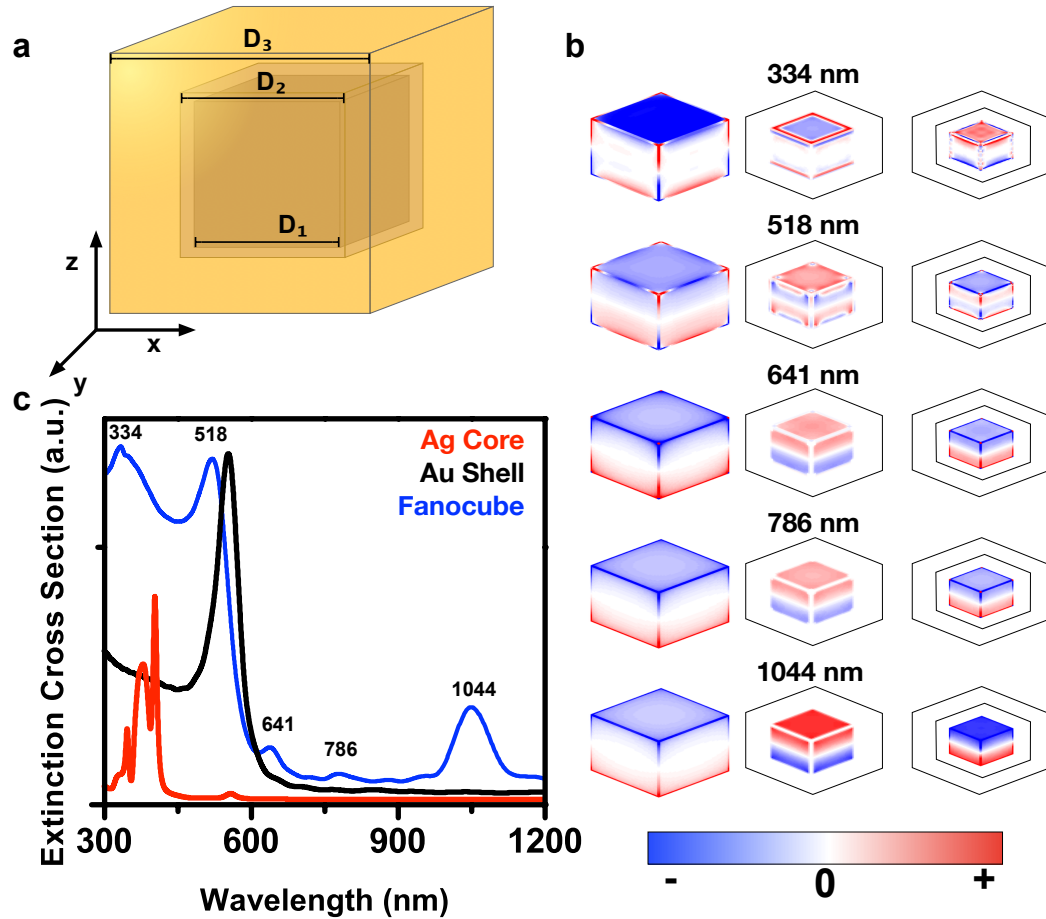 a
D₃
D₂
D₁
z
x
y
b
334 nm
518 nm
641 nm
786 nm
1044 nm
- 0 +
c
Extinction Cross Section (a.u.)
334
518
641
786
1044
Ag Core
Au Shell
Fanocube
300 600 900 1200
Wavelength (nm)